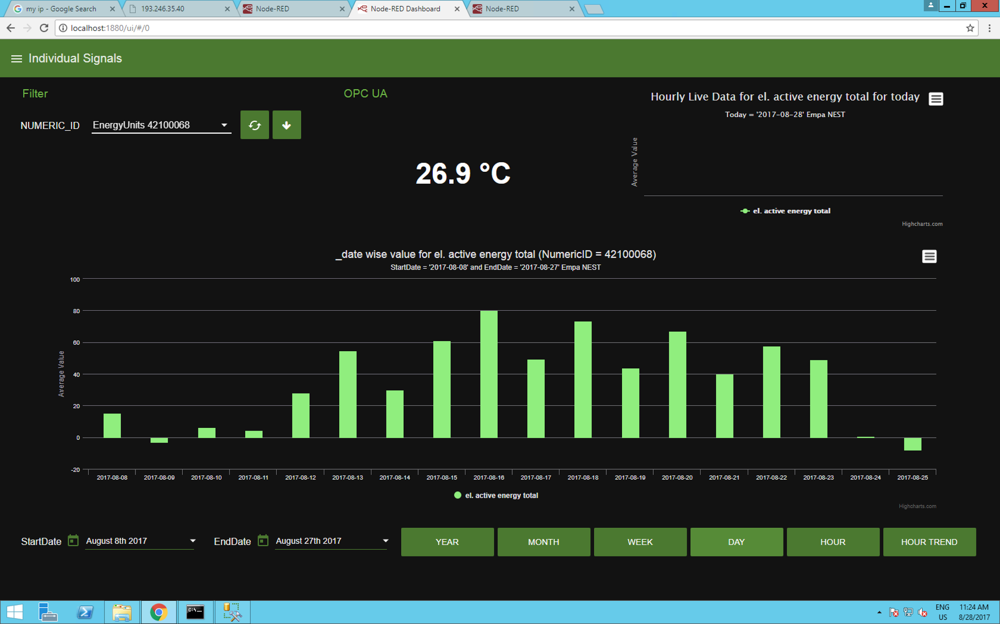 my ip - Google Search
193.246.35.40
Node-RED
Node-RED Dashboard
Node-RED
localhost:1880/ui/#/0
Individual Signals
Filter
OPC UA
NUMERIC_ID
EnergyUnits 42100068
26.9 °C
Hourly Live Data for el. active energy total for today
Today = '2017-08-28' Empa NEST
Average Value
el. active energy total
Highcharts.com
_date wise value for el. active energy total (NumericID = 42100068)
StartDate = '2017-08-08' and EndDate = '2017-08-27' Empa NEST
Average Value
100
80
60
40
20
0
-20
2017-08-08
2017-08-09
2017-08-10
2017-08-11
2017-08-12
2017-08-13
2017-08-14
2017-08-15
2017-08-16
2017-08-17
2017-08-18
2017-08-19
2017-08-20
2017-08-21
2017-08-22
2017-08-23
2017-08-24
2017-08-25
el. active energy total
Highcharts.com
StartDate
August 8th 2017
EndDate
August 27th 2017
YEAR
MONTH
WEEK
DAY
HOUR
HOUR TREND
C:\._
ENG
US
11:24 AM
8/28/2017